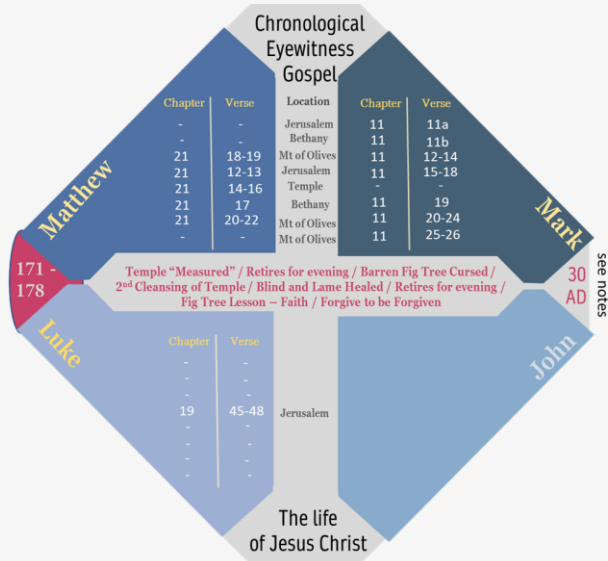 Chronological
Eyewitness
Gospel
Chapter Verse Location Chapter Verse
- - Jerusalem 11 11a
- - Bethany 11 11b
21 18-19 Mt of Olives 11 12-14
21 12-13 Jerusalem 11 15-18
21 14-16 Temple - -
21 17 Bethany 11 19
21 20-22 Mt of Olives 11 20-24
- - Mt of Olives 11 25-26
Matthew
Mark
171 -
178
Temple “Measured” / Retires for evening / Barren Fig Tree Cursed /
2nd Cleansing of Temple / Blind and Lame Healed / Retires for evening /
Fig Tree Lesson – Faith / Forgive to be Forgiven
30
AD
see notes
Luke
John
Chapter Verse
- -
- -
- -
19 45-48 Jerusalem
- -
- -
- -
- -
The life
of Jesus Christ